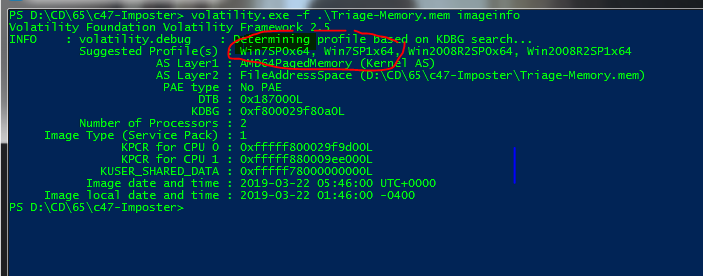 PS D:\CD\65\c47-Imposter> volatility.exe -f .\Triage-Memory.mem imageinfo
Volatility Foundation Volatility Framework 2.5
INFO    : volatility.debug    : Determining profile based on KDBG search...
Suggested Profile(s) : Win7SP0x64, Win7SP1x64, Win2008R2SP0x64, Win2008R2SP1x64
AS Layer1 : AMD64PagedMemory (Kernel AS)
AS Layer2 : FileAddressSpace (D:\CD\65\c47-Imposter\Triage-Memory.mem)
PAE type : No PAE
DTB : 0x187000L
KDBG : 0xf800029f80a0L
Number of Processors : 2
Image Type (Service Pack) : 1
KPCR for CPU 0 : 0xfffff800029f9d00L
KPCR for CPU 1 : 0xfffff880009ee000L
KUSER_SHARED_DATA : 0xfffff78000000000L
Image date and time : 2019-03-22 05:46:00 UTC+0000
Image local date and time : 2019-03-22 01:46:00 -0400
PS D:\CD\65\c47-Imposter>